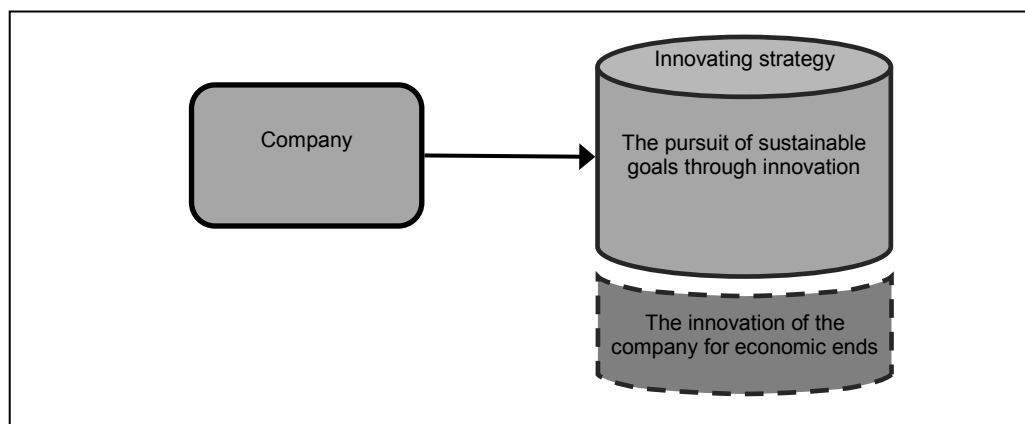 Innovating strategy
Company
The pursuit of sustainable
goals through innovation
The innovation of the
company for economic ends